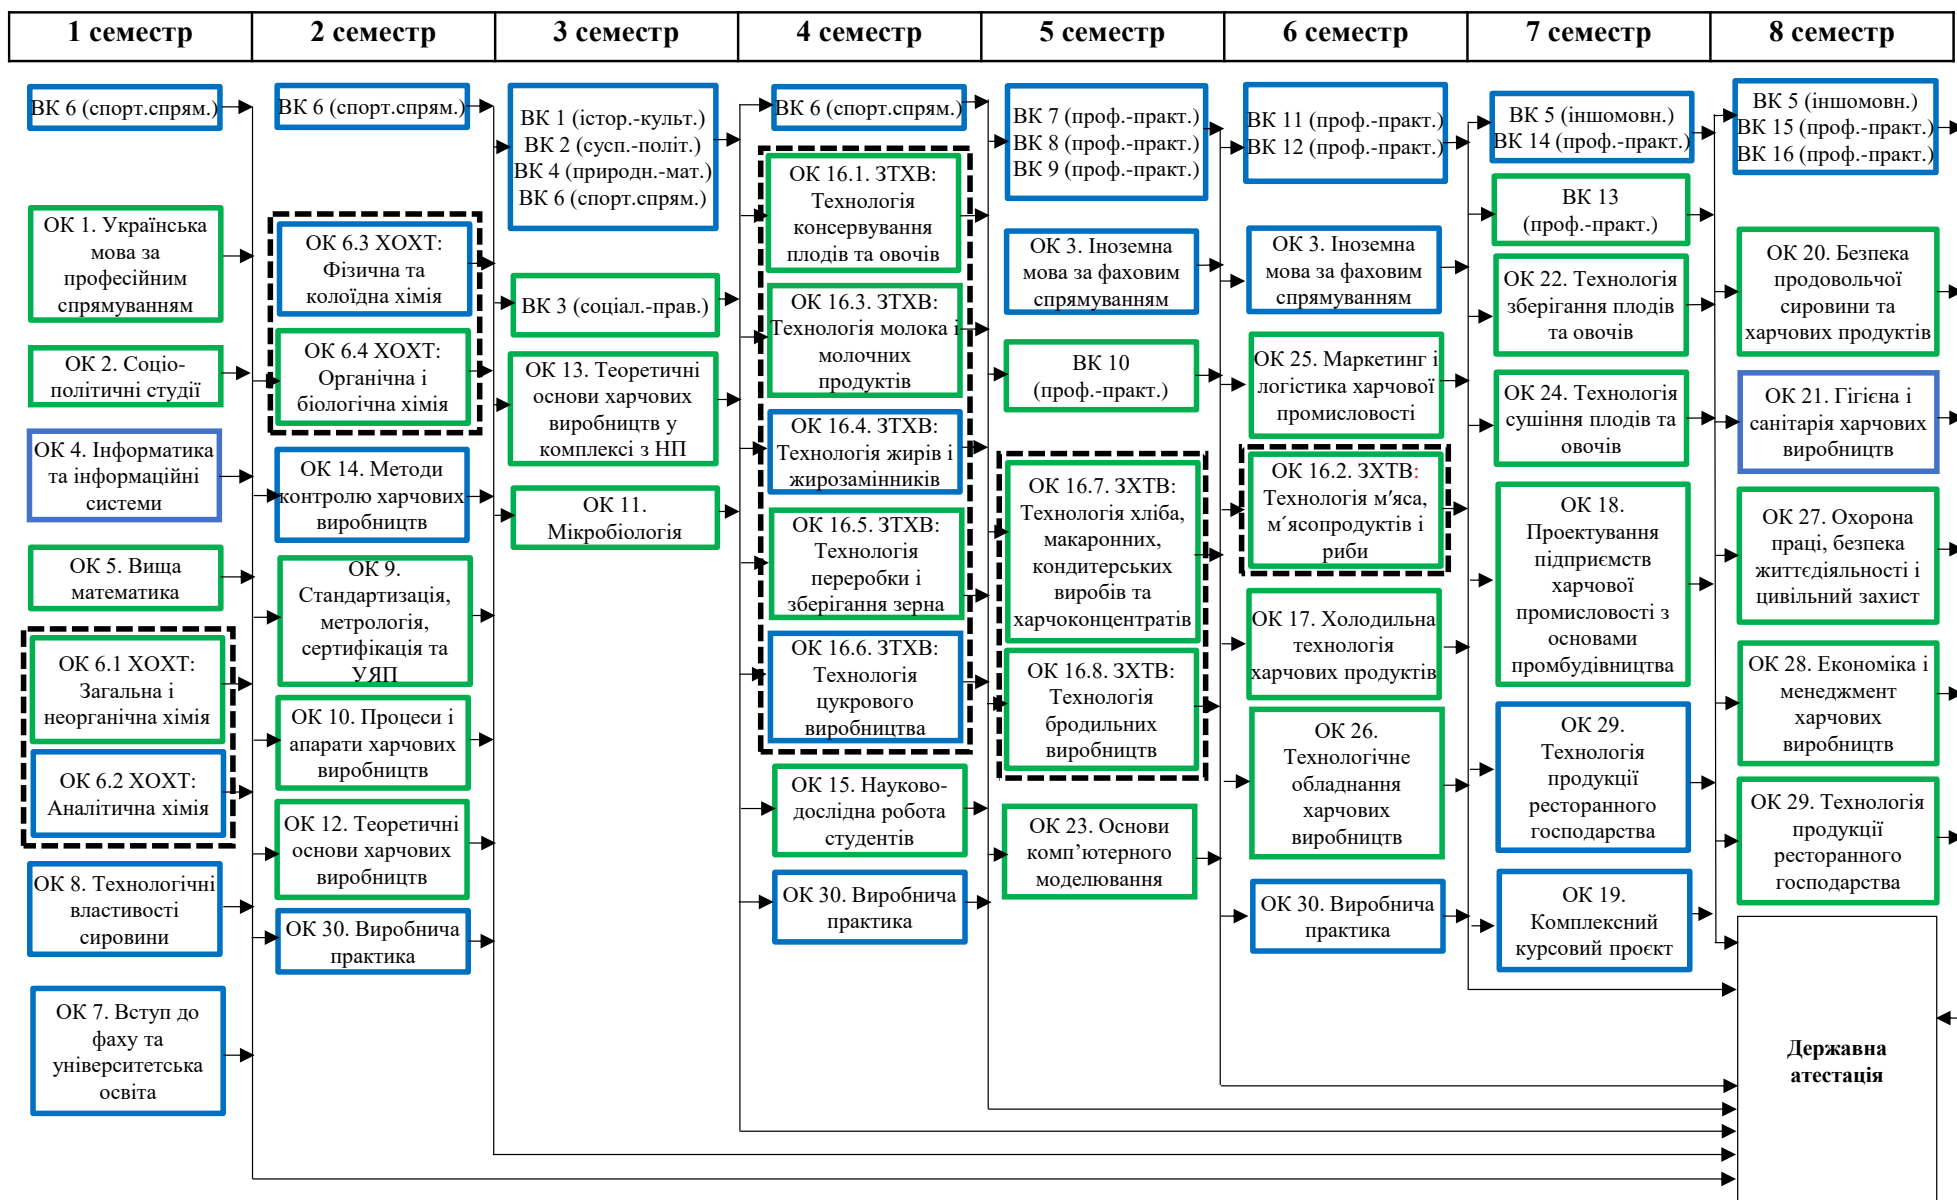 1 семестр
2 семестр
3 семестр
4 семестр
5 семестр
6 семестр
7 семестр
8 семестр
ВК 6 (спорт.спрям.)
ОК 1. Українська
мова за
професійним
спрямуванням
ОК 2. Соціо-
політичні студії
ОК 4. Інформатика
та інформаційні
системи
ОК 5. Вища
математика
ОК 6.1 ХОХТ:
Загальна і
неорганічна хімія
ОК 6.2 ХОХТ:
Аналітична хімія
ОК 8. Технологічні
властивості
сировини
ОК 7. Вступ до
фаху та
університетська
освіта
ВК 6 (спорт.спрям.)
ОК 6.3 ХОХТ:
Фізична та
колоїдна хімія
ОК 6.4 ХОХТ:
Органічна і
біологічна хімія
ОК 14. Методи
контролю харчових
виробництв
ОК 9.
Стандартизація,
метрологія,
сертифікація та
УЯП
ОК 10. Процеси і
апарати харчових
виробництв
ОК 12. Теоретичні
основи харчових
виробництв
ОК 30. Виробнича
практика
ВК 1 (істор.-культ.)
ВК 2 (сусп.-політ.)
ВК 4 (природн.-мат.)
ВК 6 (спорт.спрям.)
ВК 3 (соціал.-прав.)
ОК 13. Теоретичні
основи харчових
виробництв у
комплексі з НП
ОК 11.
Мікробіологія
ВК 6 (спорт.спрям.)
ОК 16.1. ЗТХВ:
Технологія
консервування
плодів та овочів
ОК 16.3. ЗТХВ:
Технологія молока і
молочних
продуктів
ОК 16.4. ЗТХВ:
Технологія жирів і
жирозамінників
ОК 16.5. ЗТХВ:
Технологія
переробки і
зберігання зерна
ОК 16.6. ЗТХВ:
Технологія
цукрового
виробництва
ОК 15. Науково-
дослідна робота
студентів
ОК 30. Виробнича
практика
ВК 7 (проф.-практ.)
ВК 8 (проф.-практ.)
ВК 9 (проф.-практ.)
ОК 3. Іноземна
мова за фаховим
спрямуванням
ВК 10
(проф.-практ.)
ОК 16.7. ЗХТВ:
Технологія хліба,
макаронних,
кондитерських
виробів та
харчоконцентратів
ОК 16.8. ЗХТВ:
Технологія
бродильних
виробництв
ОК 23. Основи
комп’ютерного
моделювання
ВК 11 (проф.-практ.)
ВК 12 (проф.-практ.)
ОК 3. Іноземна
мова за фаховим
спрямуванням
ОК 25. Маркетинг і
логістика харчової
промисловості
ОК 16.2. ЗХТВ:
Технологія м′яса,
м´ясопродуктів і
риби
ОК 17. Холодильна
технологія
харчових продуктів
ОК 26.
Технологічне
обладнання
харчових
виробництв
ОК 30. Виробнича
практика
ВК 5 (іншомовн.)
ВК 14 (проф.-практ.)
ВК 13
(проф.-практ.)
ОК 22. Технологія
зберігання плодів
та овочів
ОК 24. Технологія
сушіння плодів та
овочів
ОК 18.
Проектування
підприємств
харчової
промисловості з
основами
промбудівництва
ОК 29.
Технологія
продукції
ресторанного
господарства
ОК 19.
Комплексний
курсовий проєкт
ВК 5 (іншомовн.)
ВК 15 (проф.-практ.)
ВК 16 (проф.-практ.)
ОК 20. Безпека
продовольчої
сировини та
харчових продуктів
ОК 21. Гігієна і
санітарія харчових
виробництв
ОК 27. Охорона
праці, безпека
життєдіяльності і
цивільний захист
ОК 28. Економіка і
менеджмент
харчових
виробництв
ОК 29. Технологія
продукції
ресторанного
господарства
Державна
атестація